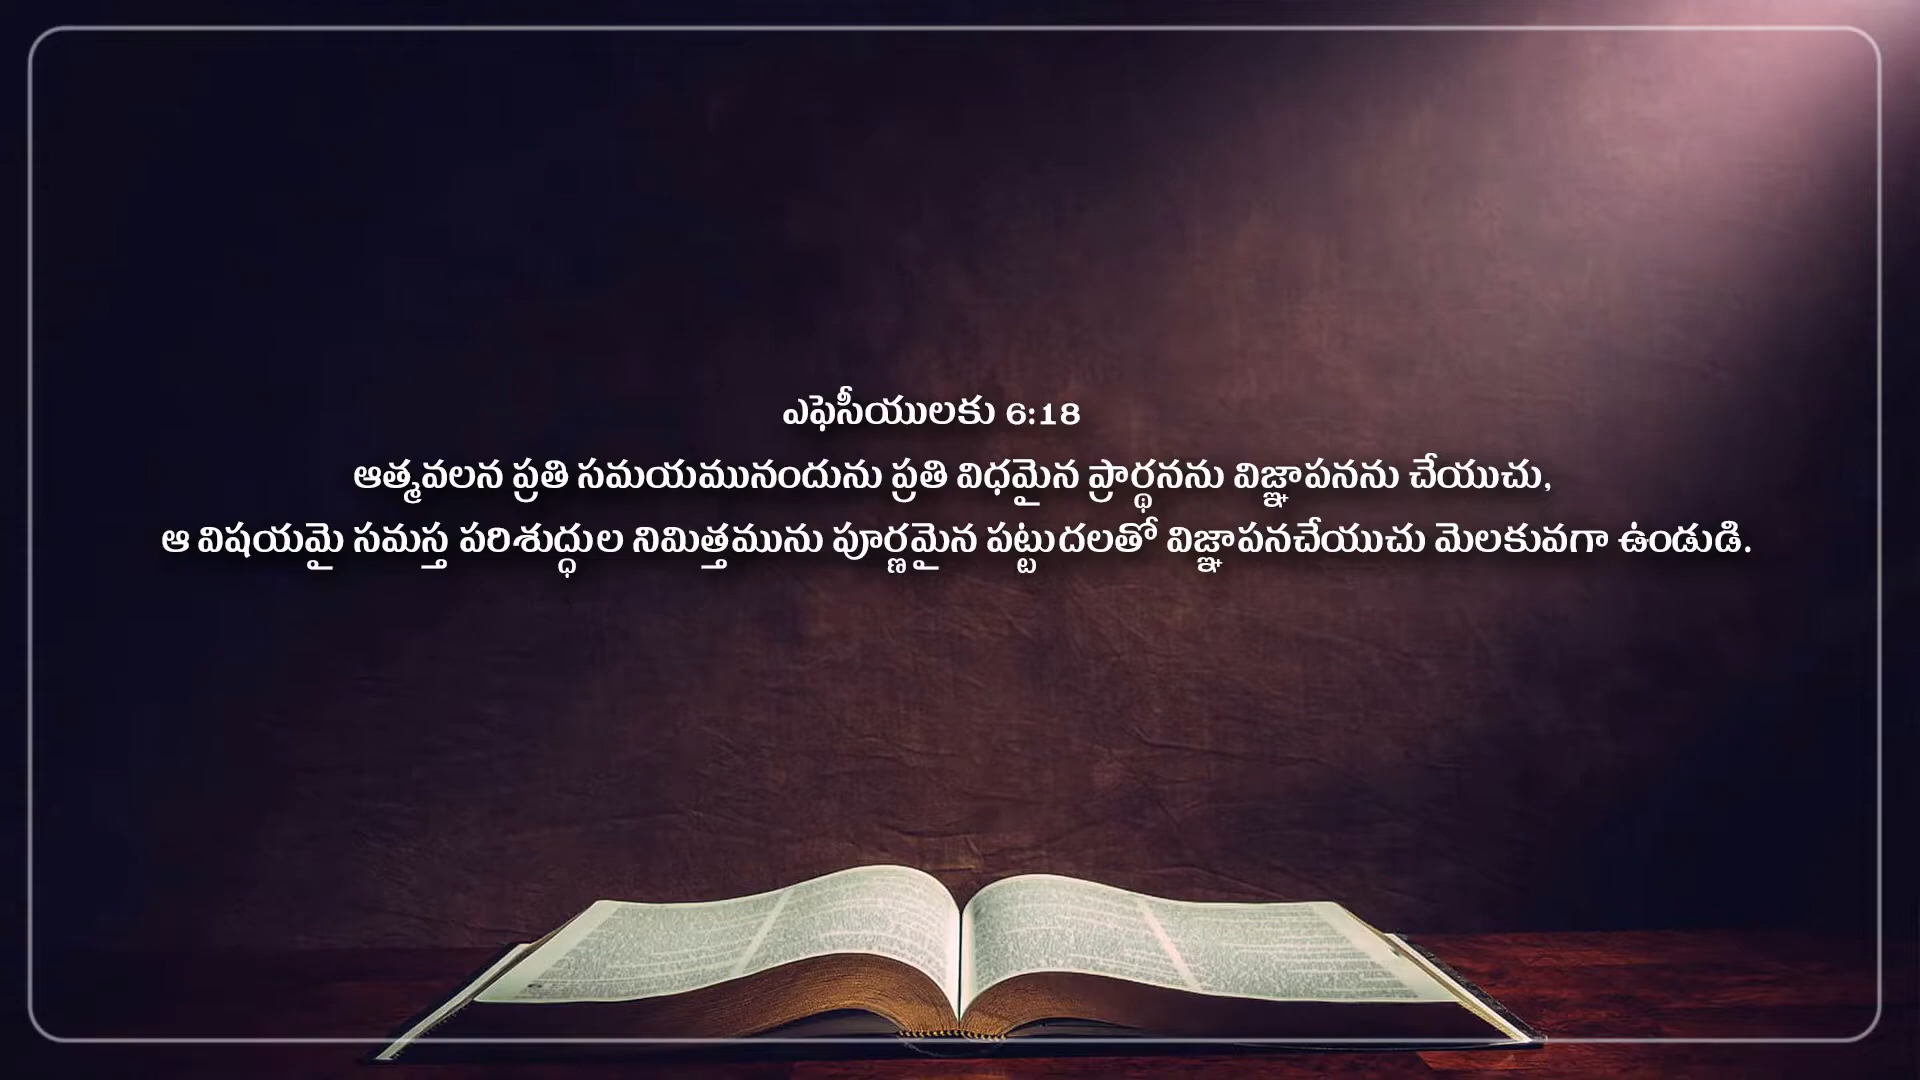 ఎఫెసీయులకు 6:18
ఆత్మవలన ప్రతి సమయమునందును ప్రతి విధమైన ప్రార్థనను విజ్ఞాపనను చేయుచు,
ఆ విషయమై సమస్త పరిశుద్ధుల నిమిత్తమును పూర్ణమైన పట్టుదలతో విజ్ఞాపనచేయుచు మెలకువగా ఉండుడి.